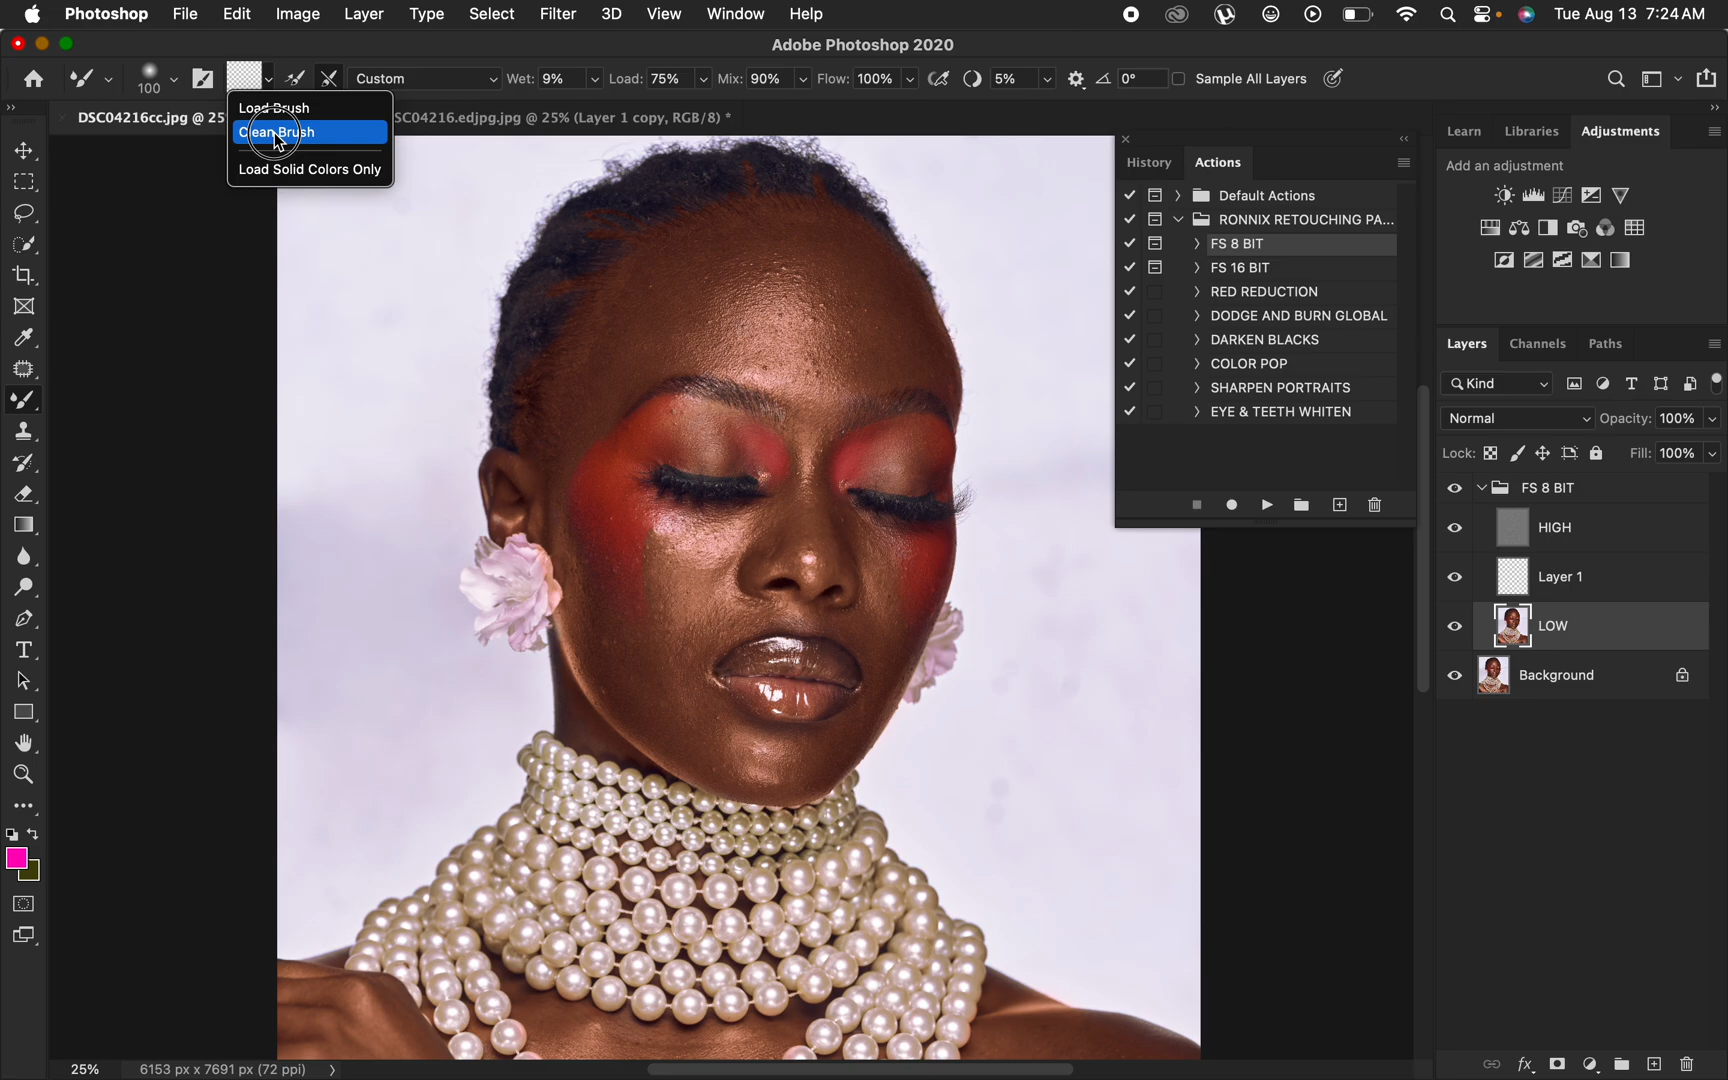 Photoshop File Edit Image Layer Type Select Filter 3D View Window Help Tue Aug 13 7:24 AM
Adobe Photoshop 2020
100 Custom Wet: 9% Load: 75% Mix: 90% Flow: 100% 5% 0° Sample All Layers
Load Brush
Clean Brush
Load Solid Colors Only
DSC04216cc.jpg @ 25 SC04216.edjpg.jpg @ 25% (Layer 1 copy, RGB/8) *
History Actions
Default Actions
RONNIX RETOUCHING PA...
FS 8 BIT
FS 16 BIT
RED REDUCTION
DODGE AND BURN GLOBAL
DARKEN BLACKS
COLOR POP
SHARPEN PORTRAITS
EYE & TEETH WHITEN
Learn Libraries Adjustments
Add an adjustment
Layers Channels Paths
Kind
Normal Opacity: 100%
Lock: Fill: 100%
FS 8 BIT
HIGH
Layer 1
LOW
Background
25% 6153 px x 7691 px (72 ppi)